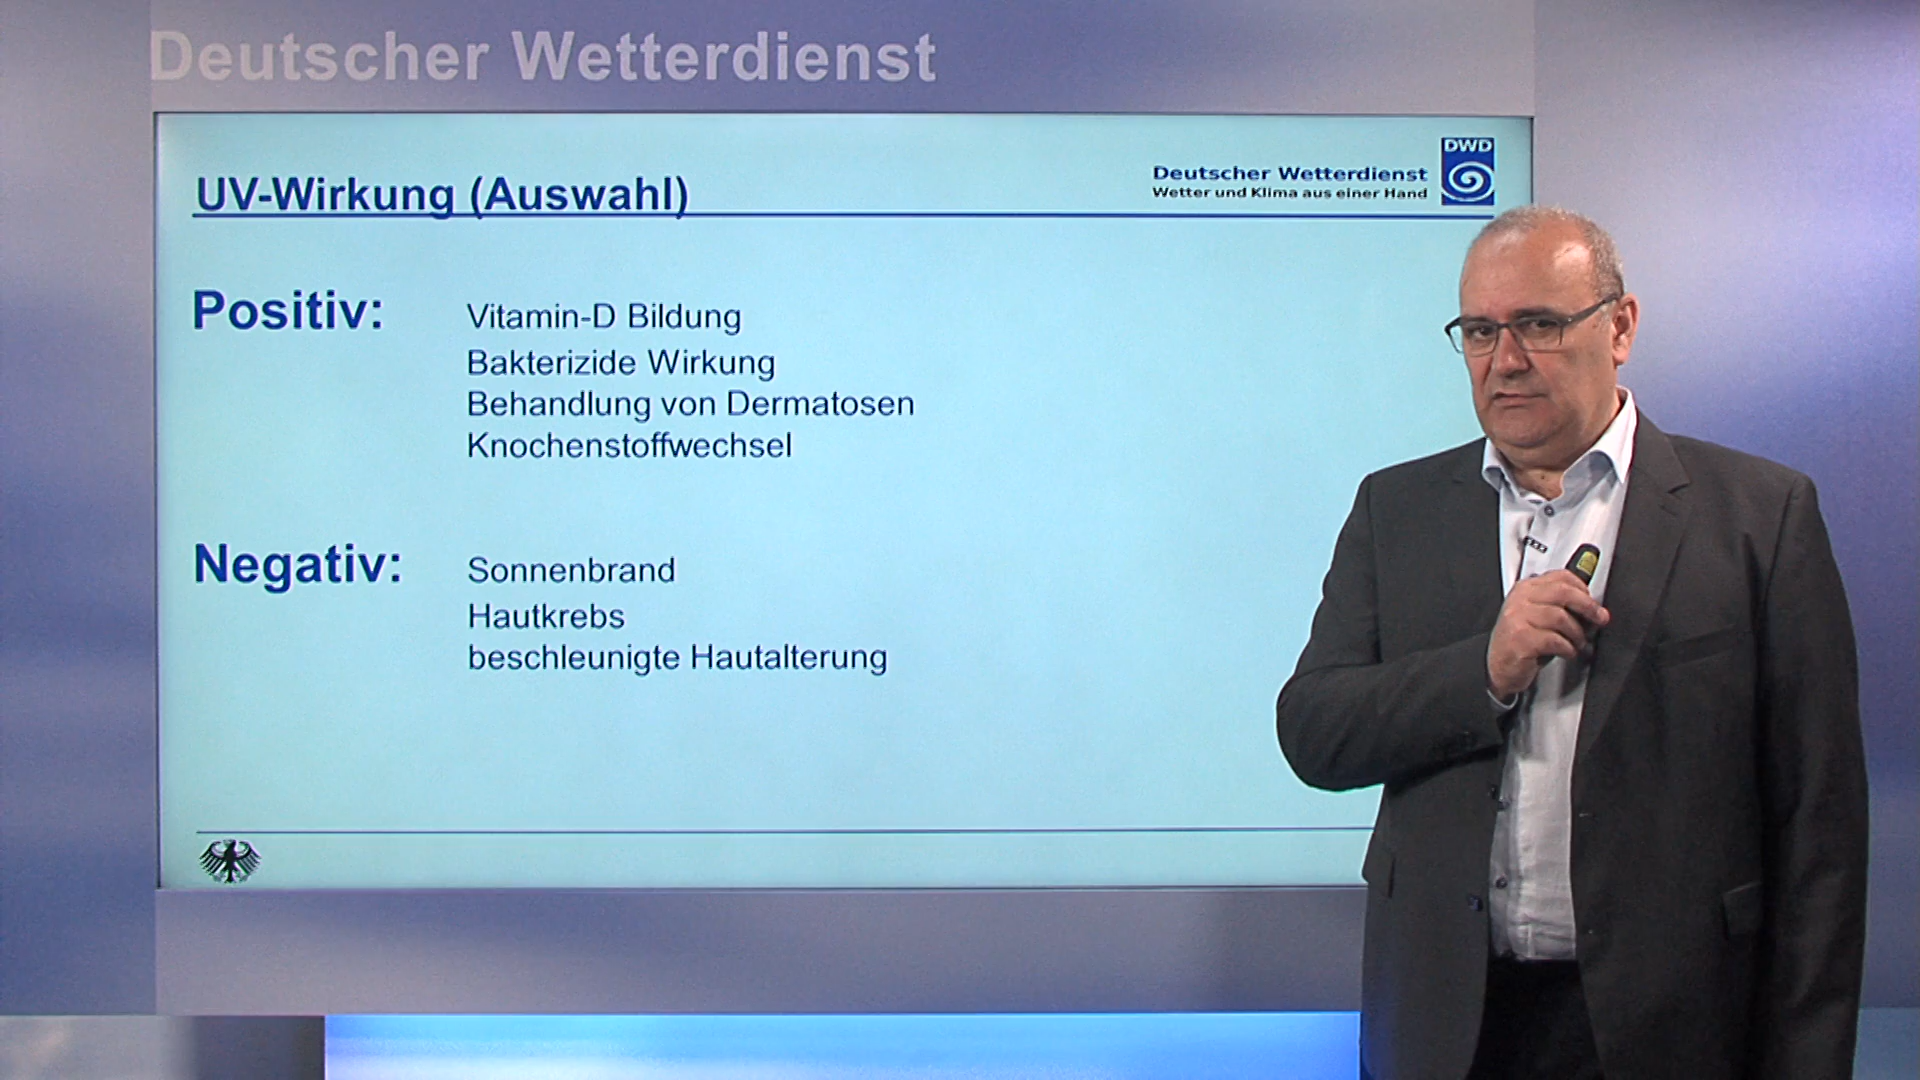 Deutscher Wetterdienst
DWD
Deutscher Wetterdienst
Wetter und Klima aus einer Hand
UV-Wirkung (Auswahl)
Positiv: Vitamin-D Bildung
Bakterizide Wirkung
Behandlung von Dermatosen
Knochenstoffwechsel
Negativ: Sonnenbrand
Hautkrebs
beschleunigte Hautalterung